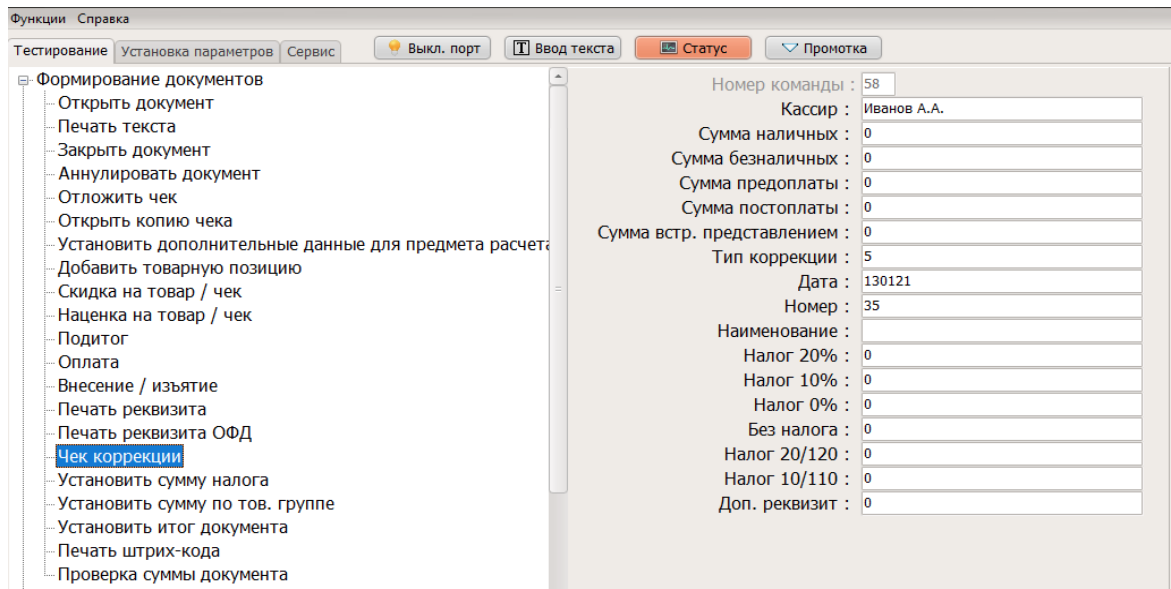 Функции Справка
Тестирование Установка параметров Сервис Выкл. порт Ввод текста Статус Промотка
Формирование документов
Открыть документ
Печать текста
Закрыть документ
Аннулировать документ
Отложить чек
Открыть копию чека
Установить дополнительные данные для предмета расчета
Добавить товарную позицию
Скидка на товар / чек
Наценка на товар / чек
Подитог
Оплата
Внесение / изъятие
Печать реквизита
Печать реквизита ОФД
Чек коррекции
Установить сумму налога
Установить сумму по тов. группе
Установить итог документа
Печать штрих-кода
Проверка суммы документа
Номер команды : 58
Кассир : Иванов А.А.
Сумма наличных : 0
Сумма безналичных : 0
Сумма предоплаты : 0
Сумма постоплаты : 0
Сумма встр. представлением : 0
Тип коррекции : 5
Дата : 130121
Номер : 35
Наименование :
Налог 20% : 0
Налог 10% : 0
Налог 0% : 0
Без налога : 0
Налог 20/120 : 0
Налог 10/110 : 0
Доп. реквизит : 0